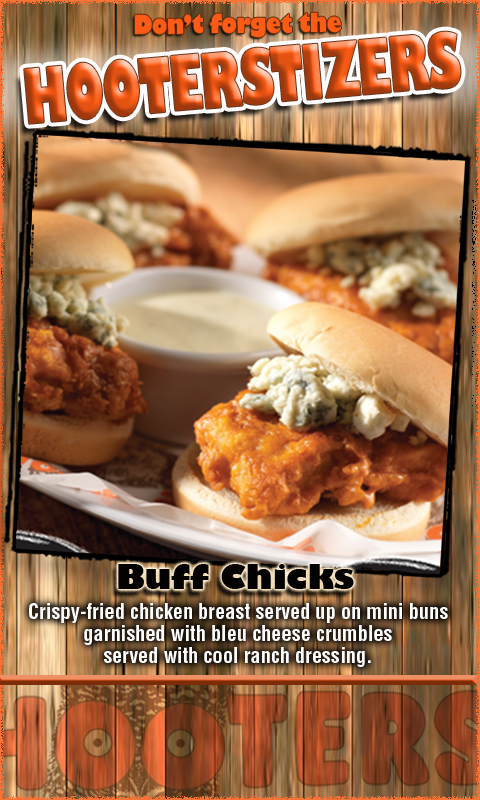 Don't forget the
HOOTERSTIZERS
Buff Chicks
Crispy-fried chicken breast served up on mini buns
garnished with bleu cheese crumbles
served with cool ranch dressing.
HOOTERS